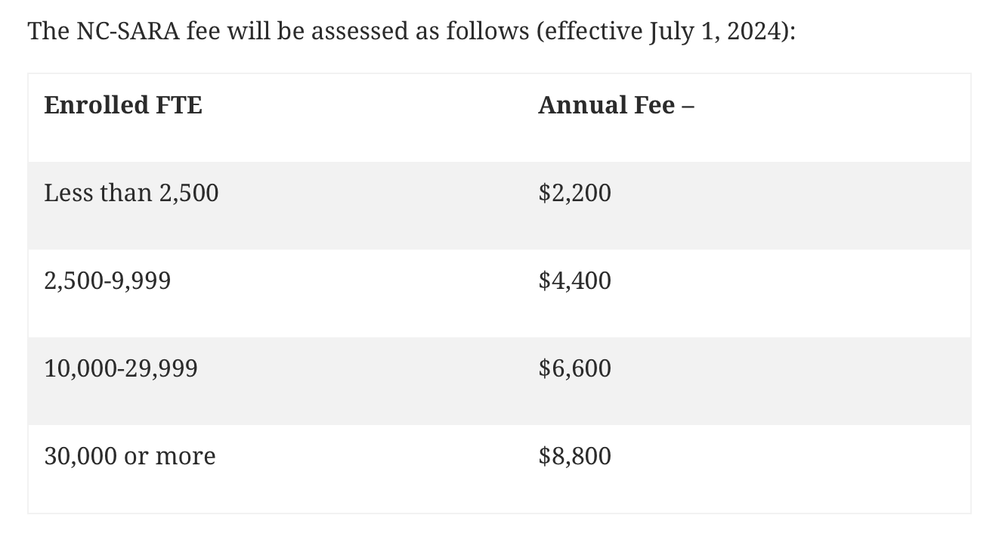 The NC-SARA fee will be assessed as follows (effective July 1, 2024):
Enrolled FTE Annual Fee –
Less than 2,500 $2,200
2,500-9,999 $4,400
10,000-29,999 $6,600
30,000 or more $8,800